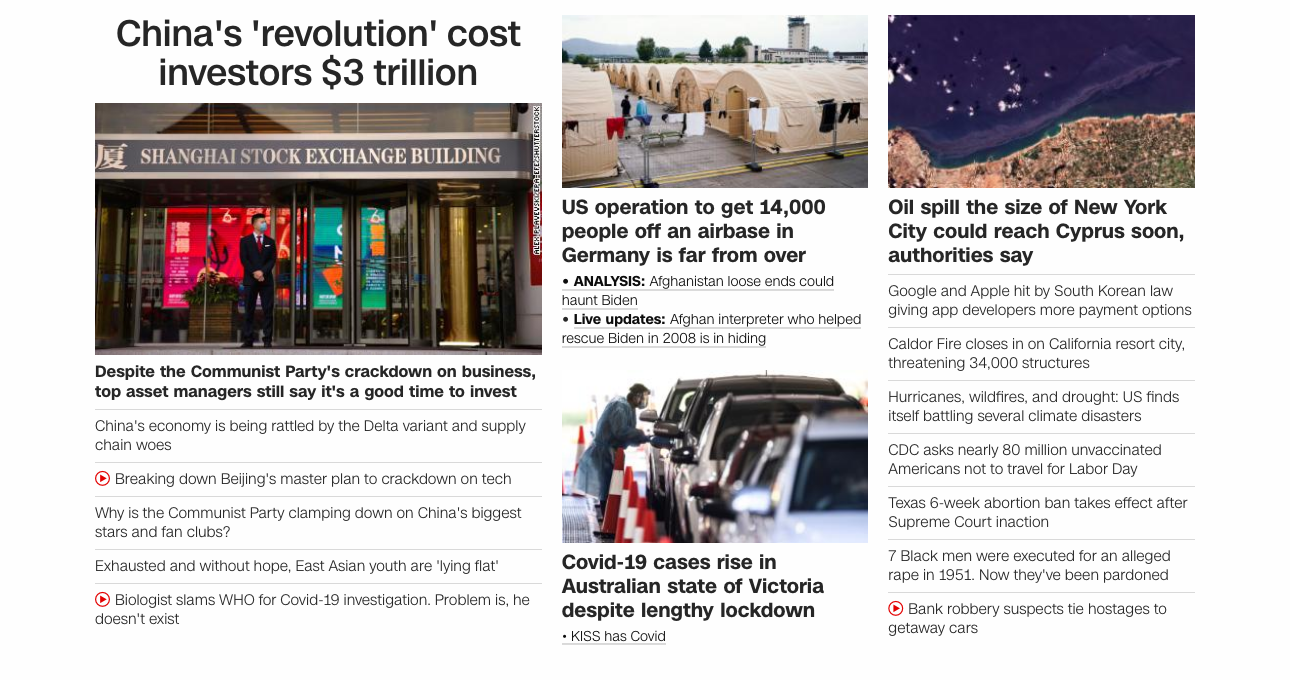 China's 'revolution' cost
investors $3 trillion
厦 SHANGHAI STOCK EXCHANGE BUILDING
ALEX PLAVEVSKI/EPA-EFE/SHUTTERSTOCK
Despite the Communist Party's crackdown on business,
top asset managers still say it's a good time to invest
China's economy is being rattled by the Delta variant and supply
chain woes
Breaking down Beijing's master plan to crackdown on tech
Why is the Communist Party clamping down on China's biggest
stars and fan clubs?
Exhausted and without hope, East Asian youth are 'lying flat'
Biologist slams WHO for Covid-19 investigation. Problem is, he
doesn't exist
US operation to get 14,000
people off an airbase in
Germany is far from over
• ANALYSIS: Afghanistan loose ends could
haunt Biden
• Live updates: Afghan interpreter who helped
rescue Biden in 2008 is in hiding
Covid-19 cases rise in
Australian state of Victoria
despite lengthy lockdown
• KISS has Covid
Oil spill the size of New York
City could reach Cyprus soon,
authorities say
Google and Apple hit by South Korean law
giving app developers more payment options
Caldor Fire closes in on California resort city,
threatening 34,000 structures
Hurricanes, wildfires, and drought: US finds
itself battling several climate disasters
CDC asks nearly 80 million unvaccinated
Americans not to travel for Labor Day
Texas 6-week abortion ban takes effect after
Supreme Court inaction
7 Black men were executed for an alleged
rape in 1951. Now they've been pardoned
Bank robbery suspects tie hostages to
getaway cars